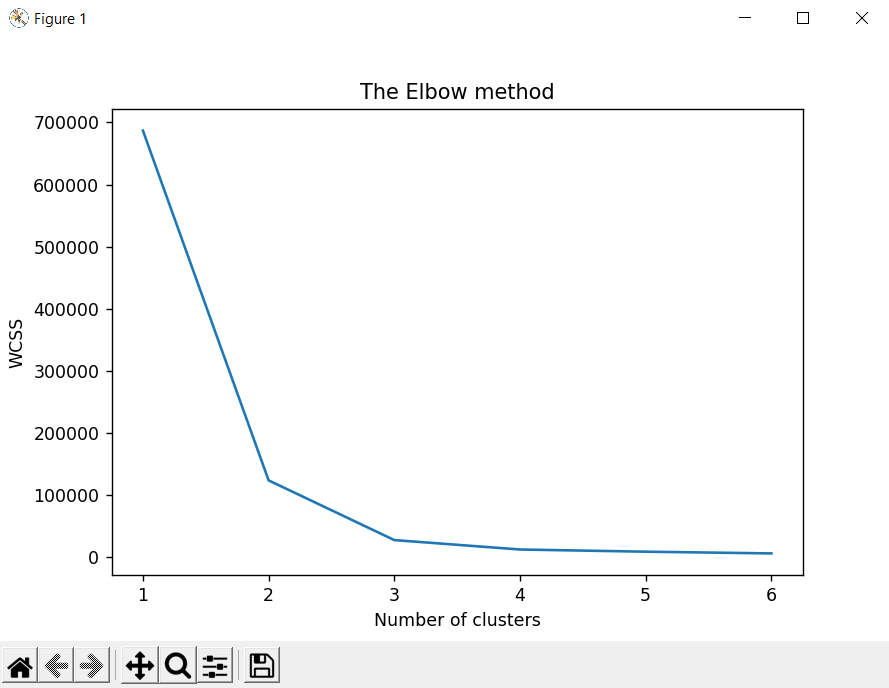 Figure 1
The Elbow method
700000
600000
500000
400000
300000
200000
100000
0
WCSS
1 2 3 4 5 6
Number of clusters